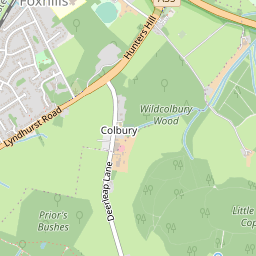 Foxhills
A35
Hunters Hill
Wildcolbury
Wood
Lyndhurst Road
Colbury
Deerleap Lane
Prior's
Bushes
Little
Cop